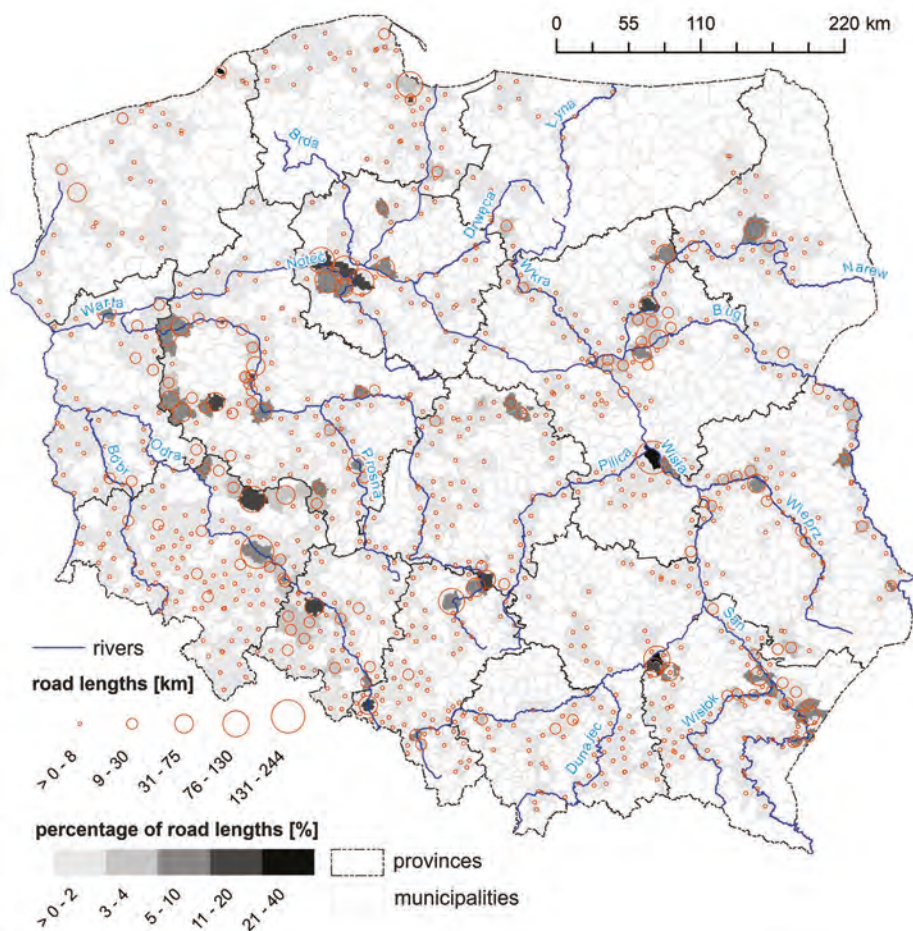 0 55 110 220 km
Łyna
Brda
Drwęca
Noteć
Wkra
Narew
Warta
Bug
Odra
Bóbr
Prosna
Pilica
Wisła
Wieprz
San
rivers
road lengths [km]
Wisłok
Dunajec
> 0 - 8
9 - 30
31 - 75
76 - 130
131 - 244
percentage of road lengths [%]
provinces
municipalities
> 0 - 2
3 - 4
5 - 10
11 - 20
21 - 40